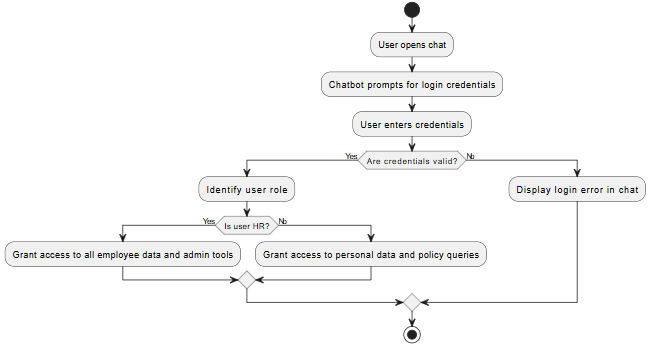 User opens chat
Chatbot prompts for login credentials
User enters credentials
Yes
Are credentials valid?
No
Identify user role
Display login error in chat
Yes
Is user HR?
No
Grant access to all employee data and admin tools
Grant access to personal data and policy queries